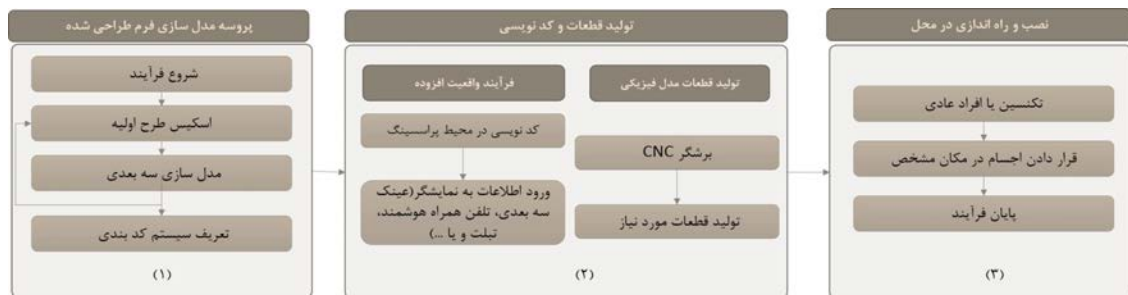 پروسه مدل سازی فرم طراحی شده
شروع فرآیند
اسکیس طرح اولیه
مدل سازی سه بعدی
تعریف سیستم کد بندی
(۱)
تولید قطعات و کد نویسی
فرآیند واقعیت افزوده
کد نویسی در محیط پراسسینگ
ورود اطلاعات به نمایشگر(عینک
سه بعدی، تلفن همراه هوشمند،
تبلت و یا ...)
تولید قطعات مدل فیزیکی
برشگر CNC
تولید قطعات مورد نیاز
(۲)
نصب و راه اندازی در محل
تکنسین یا افراد عادی
قرار دادن اجسام در مکان مشخص
پایان فرآیند
(۳)